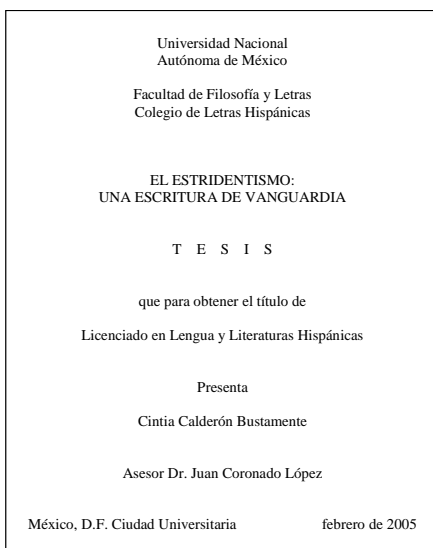 Universidad Nacional
Autónoma de México
Facultad de Filosofía y Letras
Colegio de Letras Hispánicas
EL ESTRIDENTISMO:
UNA ESCRITURA DE VANGUARDIA
T E S I S
que para obtener el título de
Licenciado en Lengua y Literaturas Hispánicas
Presenta
Cintia Calderón Bustamente
Asesor Dr. Juan Coronado López
México, D.F. Ciudad Universitaria febrero de 2005